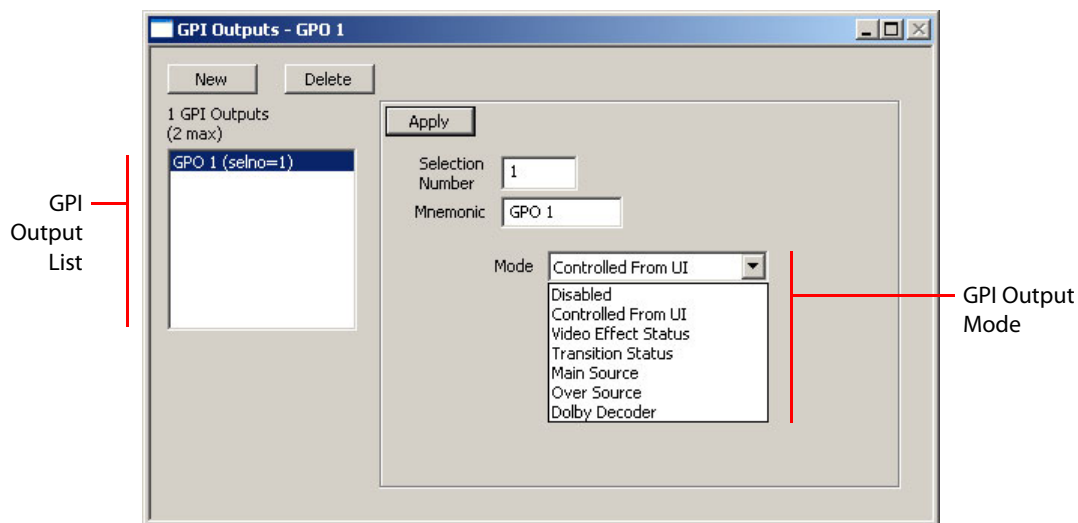 GPI Outputs - GPO 1
New
Delete
1 GPI Outputs
(2 max)
GPO 1 (selno=1)
Apply
Selection
Number
1
Mnemonic
GPO 1
Mode
Controlled From UI
Disabled
Controlled From UI
Video Effect Status
Transition Status
Main Source
Over Source
Dolby Decoder
GPI
Output
List
GPI Output
Mode